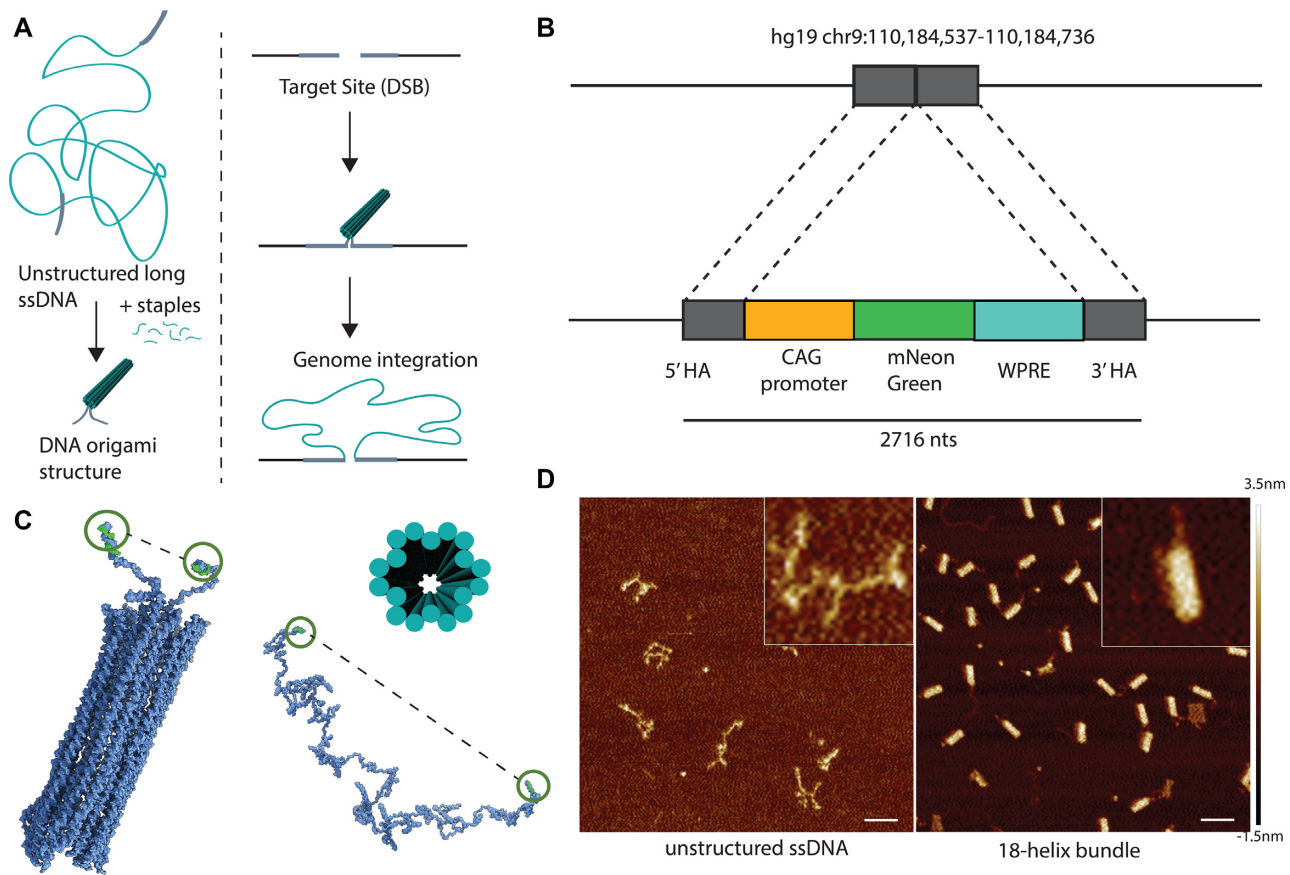 A
Unstructured long
ssDNA
+ staples
DNA origami
structure
Target Site (DSB)
Genome integration
B
hg19 chr9:110,184,537-110,184,736
5’ HA
CAG
promoter
mNeon
Green
WPRE
3’ HA
2716 nts
C
D
3.5nm
-1.5nm
unstructured ssDNA
18-helix bundle